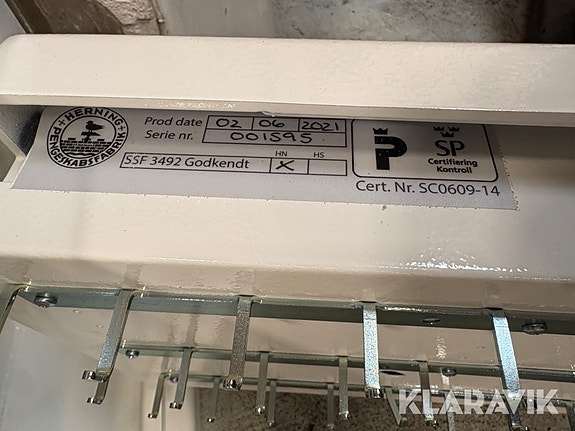 HERNING PENGESKABSFABRIK
Prod date 02 06 2021
Serie nr. 001595
HN HS
SSF 3492 Godkendt X
P
SP
Certifiering
Kontroll
Cert. Nr. SC0609-14
KLARAVIK